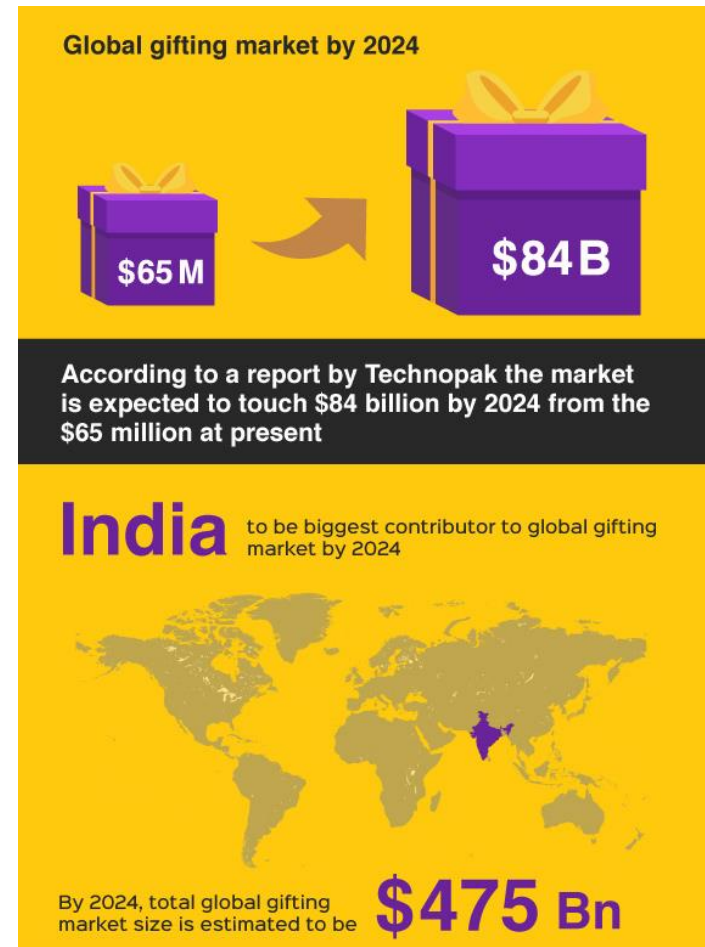 Global gifting market by 2024
$65 M
$84 B
According to a report by Technopak the market
is expected to touch $84 billion by 2024 from the
$65 million at present
India
to be biggest contributor to global gifting
market by 2024
By 2024, total global gifting
market size is estimated to be
$475 Bn